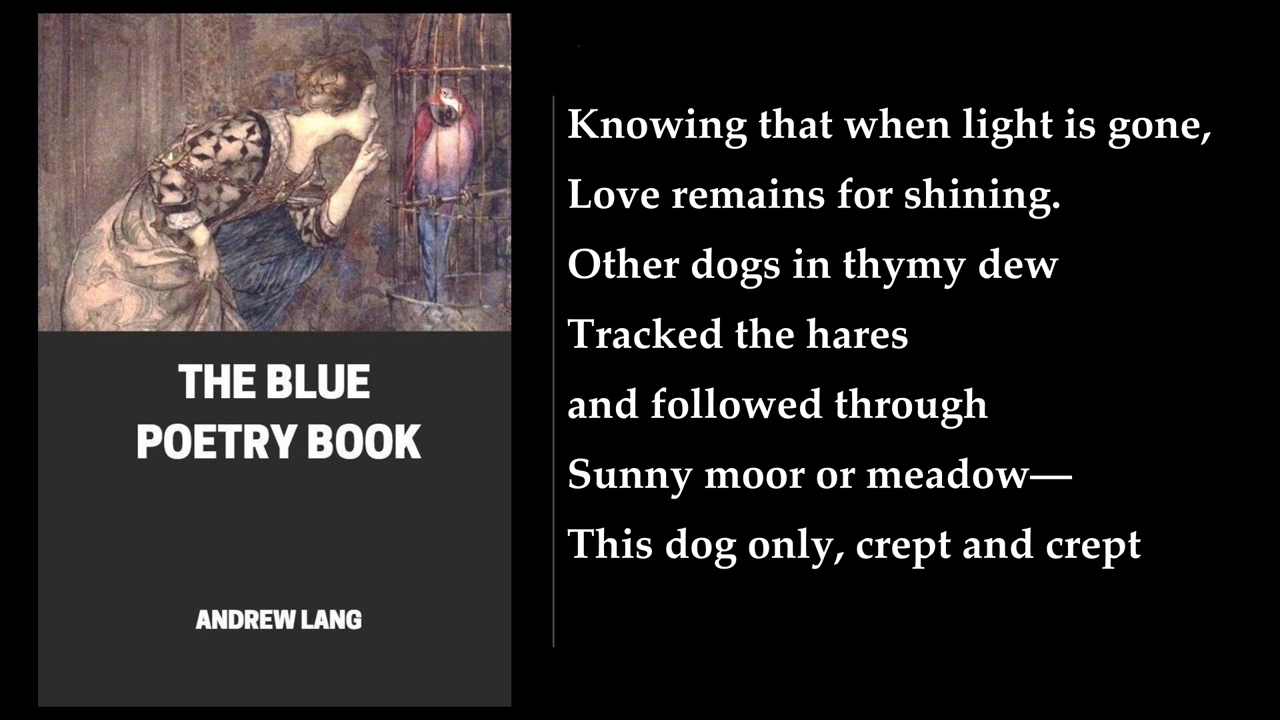 THE BLUE
POETRY BOOK
ANDREW LANG
Knowing that when light is gone,
Love remains for shining.
Other dogs in thymy dew
Tracked the hares
and followed through
Sunny moor or meadow—
This dog only, crept and crept